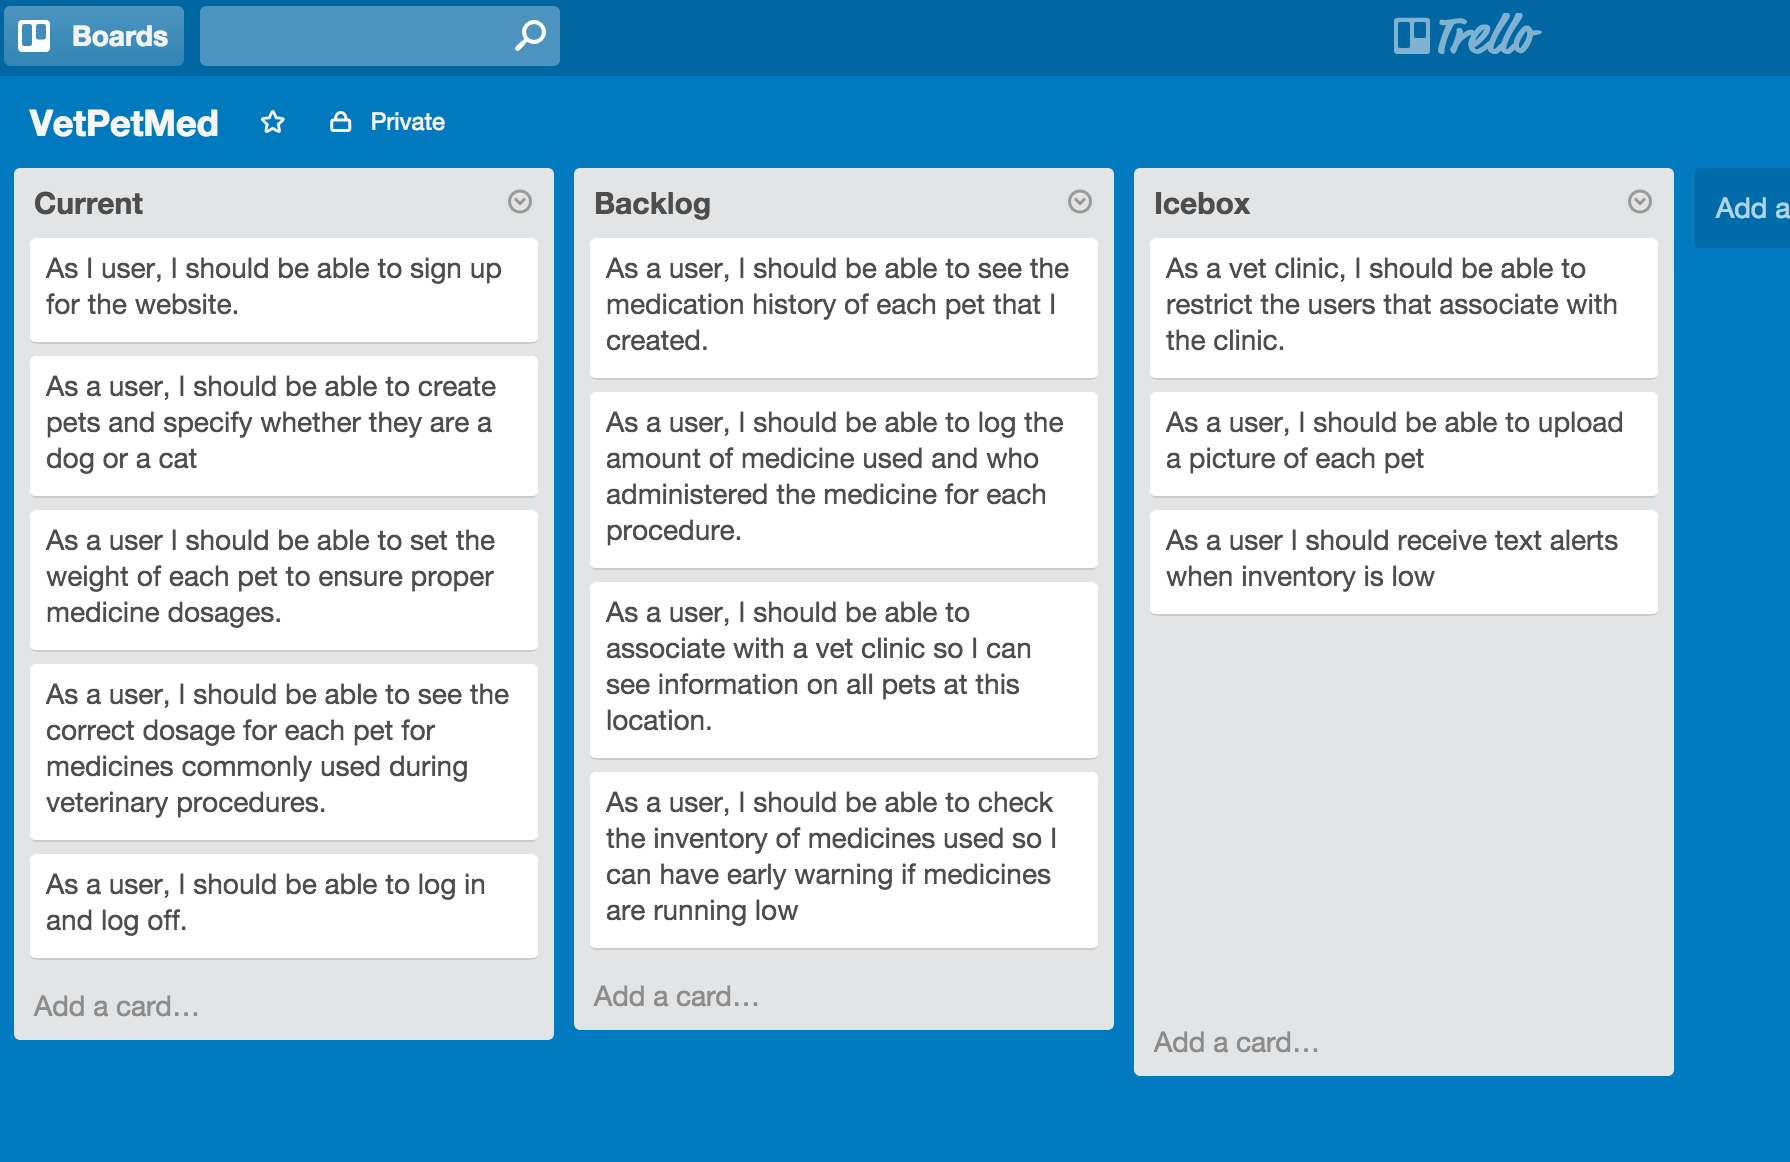 Boards
Trello
VetPetMed
Private
Current
As I user, I should be able to sign up
for the website.
As a user, I should be able to create
pets and specify whether they are a
dog or a cat
As a user I should be able to set the
weight of each pet to ensure proper
medicine dosages.
As a user, I should be able to see the
correct dosage for each pet for
medicines commonly used during
veterinary procedures.
As a user, I should be able to log in
and log off.
Add a card…
Backlog
As a user, I should be able to see the
medication history of each pet that I
created.
As a user, I should be able to log the
amount of medicine used and who
administered the medicine for each
procedure.
As a user, I should be able to
associate with a vet clinic so I can
see information on all pets at this
location.
As a user, I should be able to check
the inventory of medicines used so I
can have early warning if medicines
are running low
Add a card…
Icebox
As a vet clinic, I should be able to
restrict the users that associate with
the clinic.
As a user, I should be able to upload
a picture of each pet
As a user I should receive text alerts
when inventory is low
Add a card…
Add a